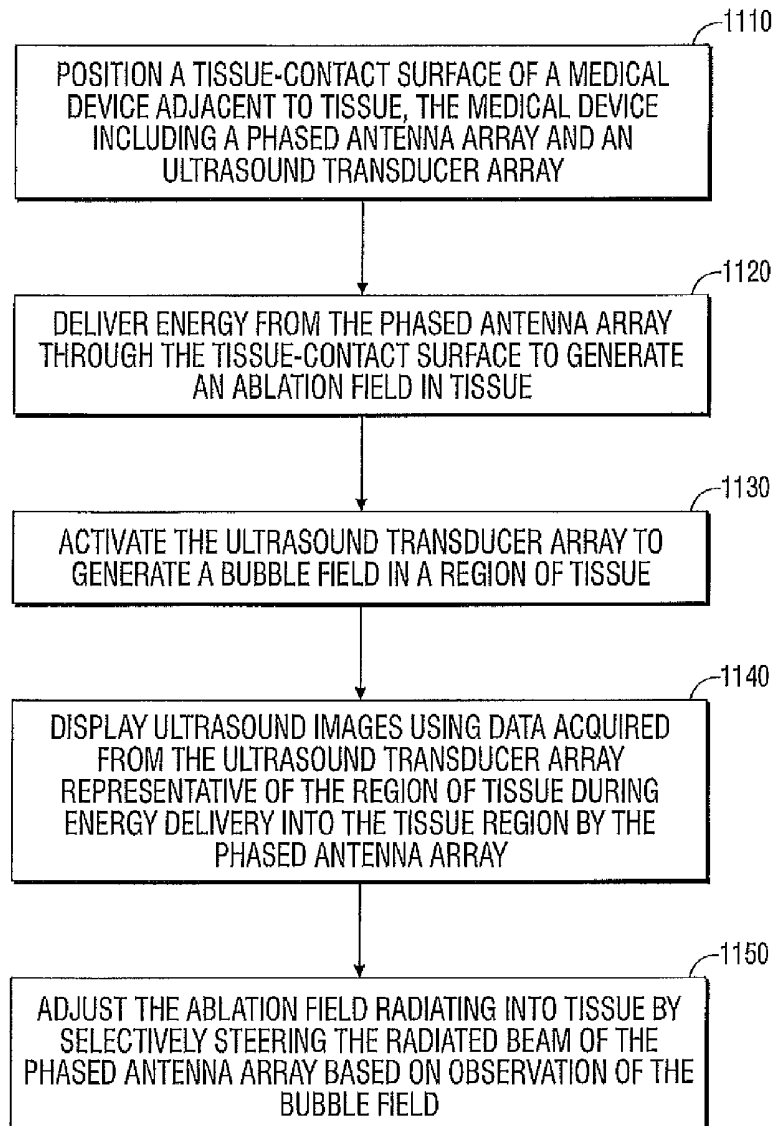 1110
POSITION A TISSUE-CONTACT SURFACE OF A MEDICAL
DEVICE ADJACENT TO TISSUE, THE MEDICAL DEVICE
INCLUDING A PHASED ANTENNA ARRAY AND AN
ULTRASOUND TRANSDUCER ARRAY
1120
DELIVER ENERGY FROM THE PHASED ANTENNA ARRAY
THROUGH THE TISSUE-CONTACT SURFACE TO GENERATE
AN ABLATION FIELD IN TISSUE
1130
ACTIVATE THE ULTRASOUND TRANSDUCER ARRAY TO
GENERATE A BUBBLE FIELD IN A REGION OF TISSUE
1140
DISPLAY ULTRASOUND IMAGES USING DATA ACQUIRED
FROM THE ULTRASOUND TRANSDUCER ARRAY
REPRESENTATIVE OF THE REGION OF TISSUE DURING
ENERGY DELIVERY INTO THE TISSUE REGION BY THE
PHASED ANTENNA ARRAY
1150
ADJUST THE ABLATION FIELD RADIATING INTO TISSUE BY
SELECTIVELY STEERING THE RADIATED BEAM OF THE
PHASED ANTENNA ARRAY BASED ON OBSERVATION OF THE
BUBBLE FIELD